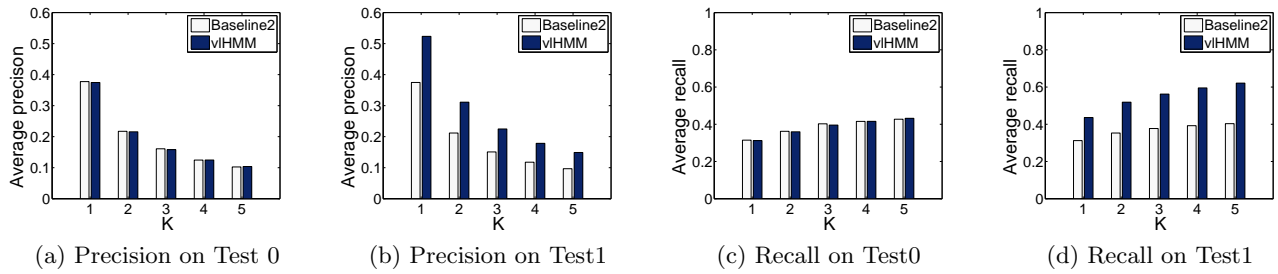 0.6
0.5
0.4
0.3
0.2
0.1
0
Average precison
1 2 3 4 5
K
Baseline2
vlHMM
(a) Precision on Test 0
0.6
0.5
0.4
0.3
0.2
0.1
0
Average precison
1 2 3 4 5
K
Baseline2
vlHMM
(b) Precision on Test1
1
0.8
0.6
0.4
0.2
0
Average recall
1 2 3 4 5
K
Baseline2
vlHMM
(c) Recall on Test0
1
0.8
0.6
0.4
0.2
0
Average recall
1 2 3 4 5
K
Baseline2
vlHMM
(d) Recall on Test1